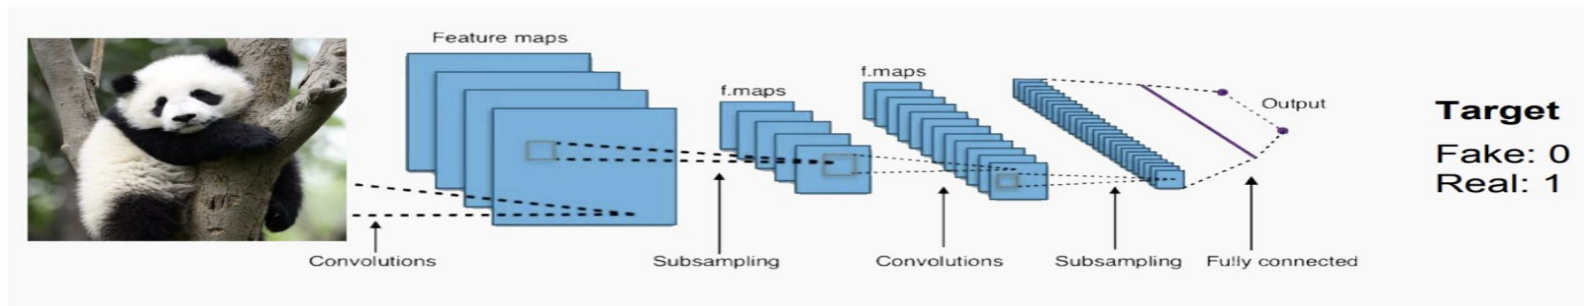 Feature maps
f.maps
f.maps
Output
Target
Fake: 0
Real: 1
Convolutions
Subsampling
Convolutions
Subsampling
Fully connected